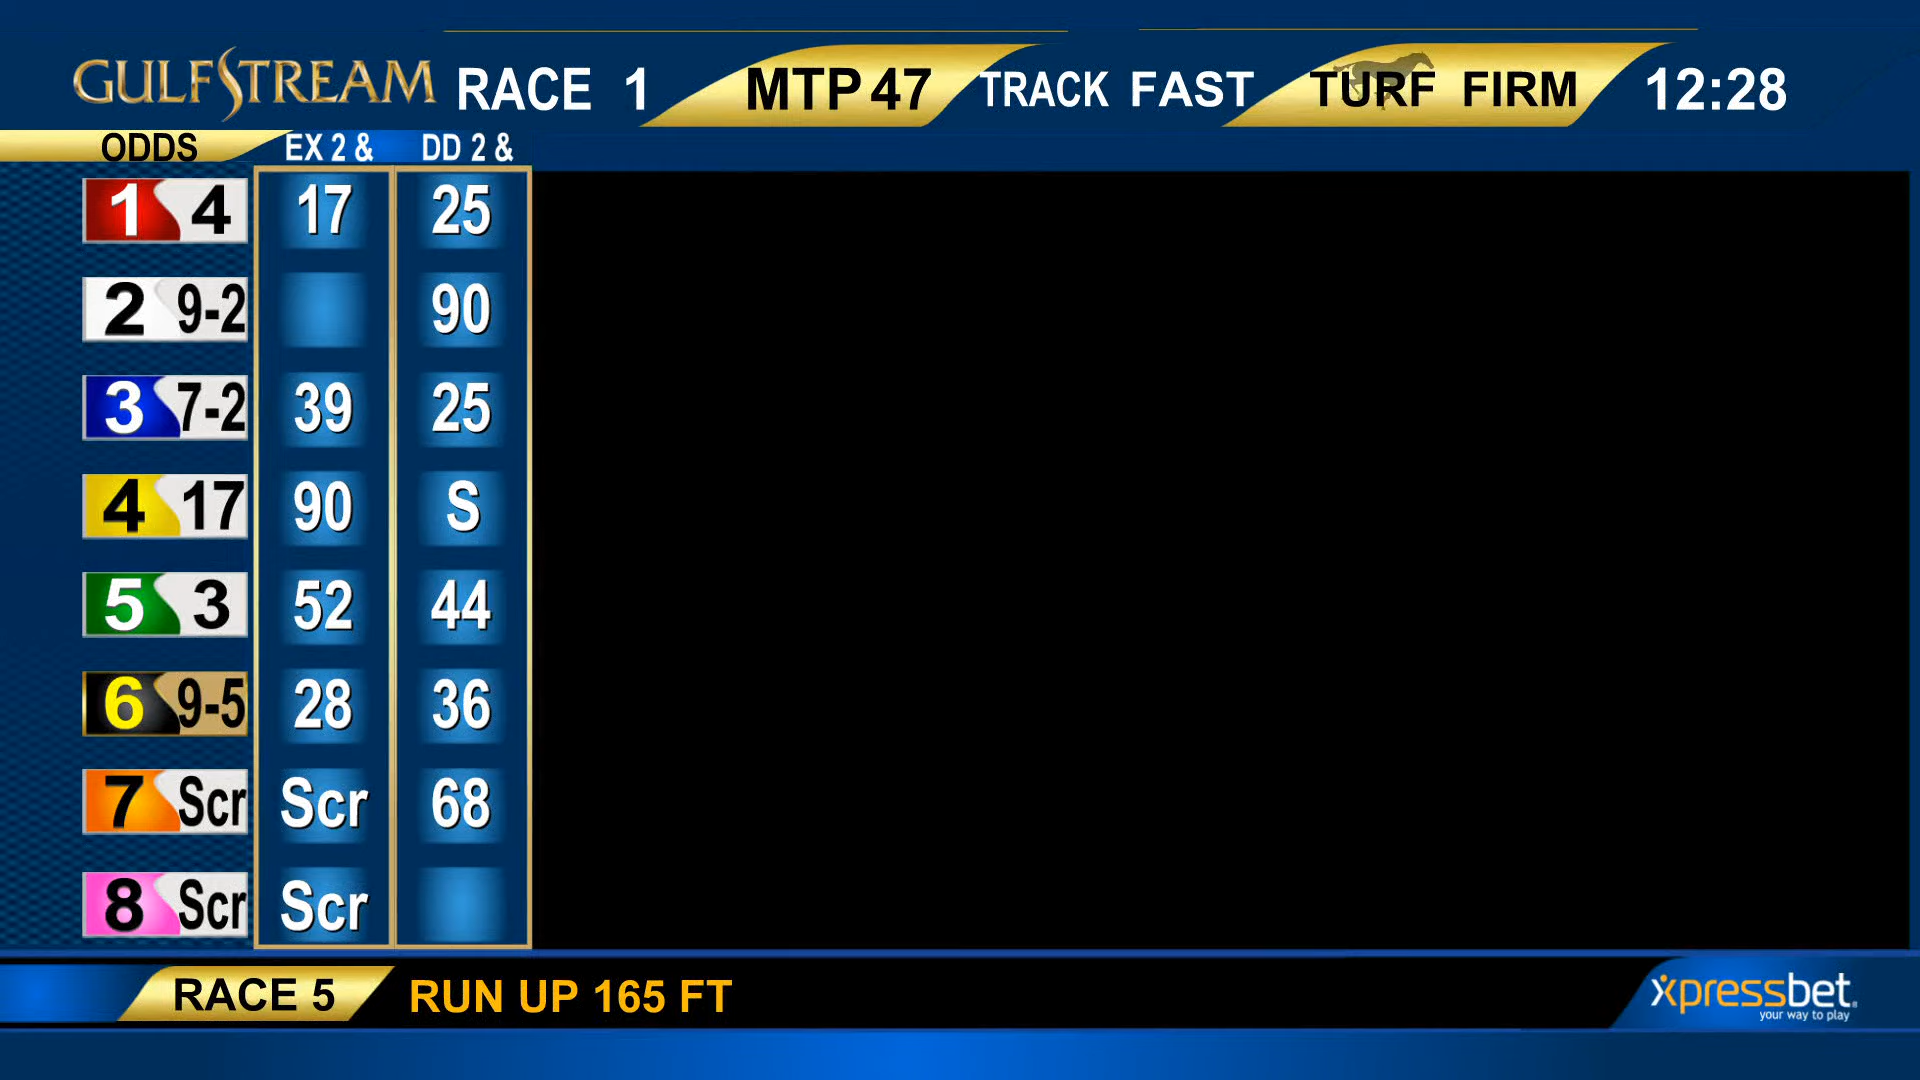 GULFSTREAM RACE 1 MTP 47 TRACK FAST TURF FIRM 12:28
ODDS EX 2 & DD 2 &
1 4 17 25
2 9-2 90
3 7-2 39 25
4 17 90 S
5 3 52 44
6 9-5 28 36
7 Scr Scr 68
8 Scr Scr
RACE 5 RUN UP 165 FT xpressbet.
your way to play